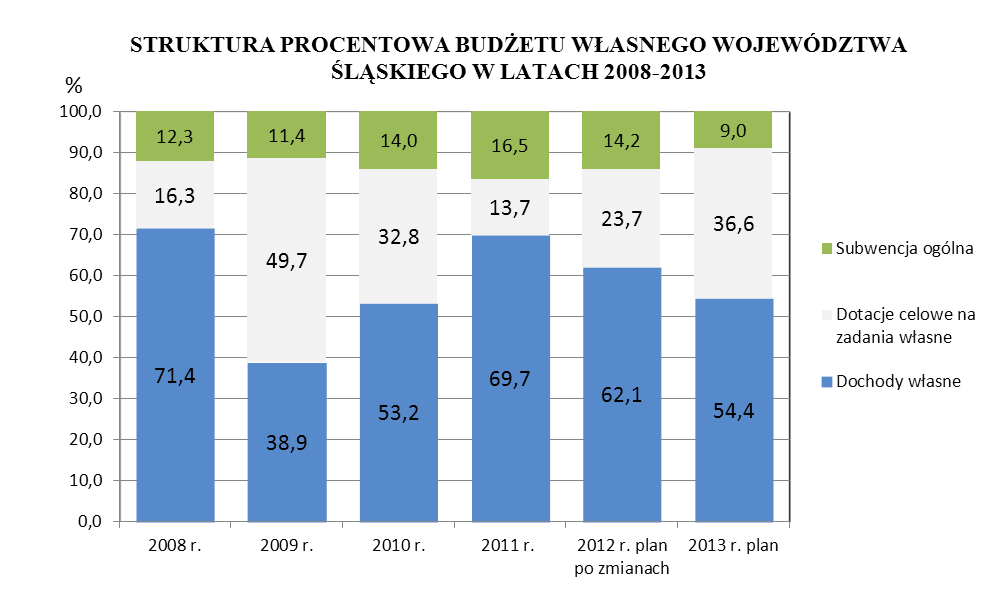 STRUKTURA PROCENTOWA BUDŻETU WŁASNEGO WOJEWÓDZTWA
ŚLĄSKIEGO W LATACH 2008-2013
%
100,0
90,0
80,0
70,0
60,0
50,0
40,0
30,0
20,0
10,0
0,0
12,3
11,4
14,0
16,5
14,2
9,0
16,3
49,7
32,8
13,7
23,7
36,6
71,4
38,9
53,2
69,7
62,1
54,4
2008 r.
2009 r.
2010 r.
2011 r.
2012 r. plan
po zmianach
2013 r. plan
Subwencja ogólna
Dotacje celowe na
zadania własne
Dochody własne